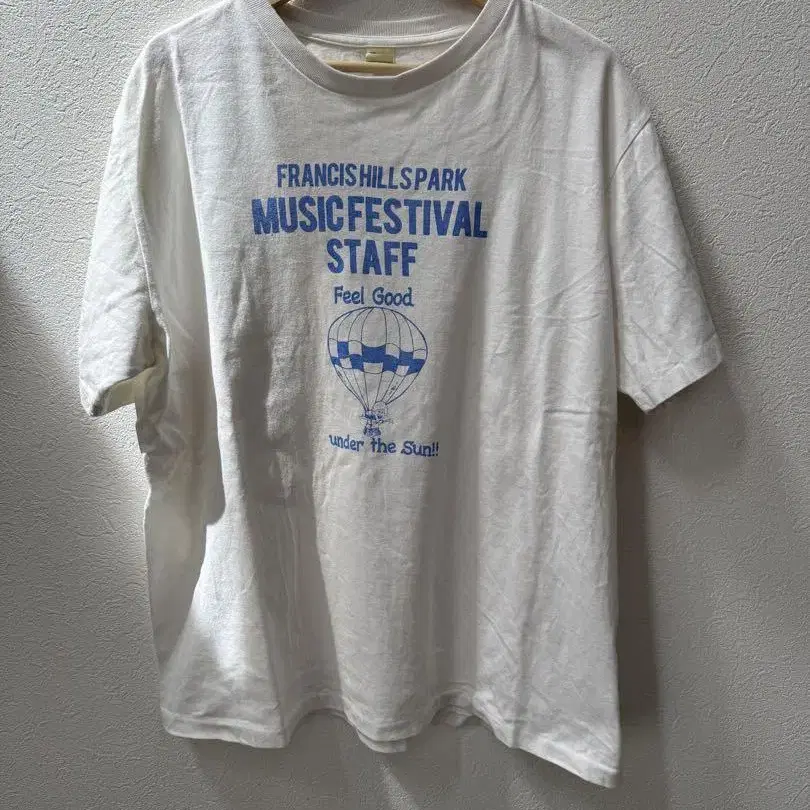 FRANCIS HILLS PARK
MUSIC FESTIVAL
STAFF
Feel Good
under the Sun!!